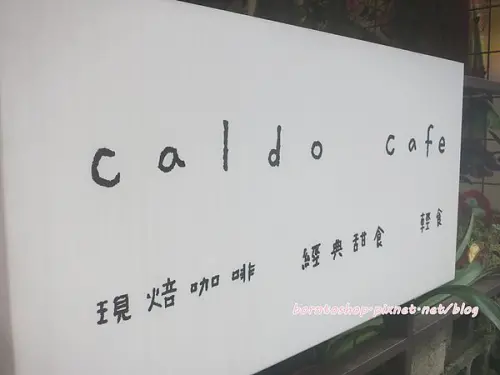 caldo cafe
現焙咖啡 經典甜食 輕食
boratoshop.pixnet.net/blog